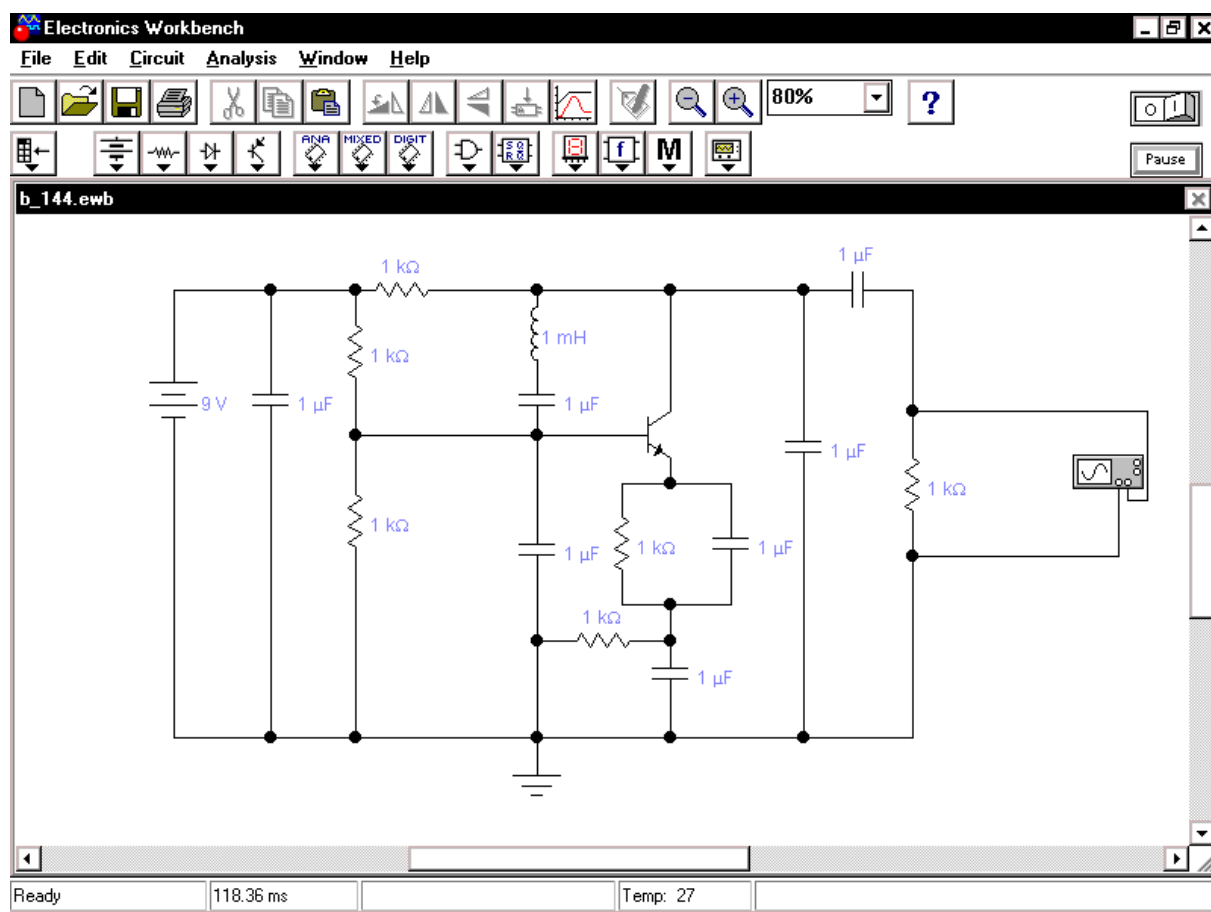 Electronics Workbench
File Edit Circuit Analysis Window Help
80%
?
ANA MIXED DIGIT
f M
Pause
b_144.ewb
1 µF
1 kΩ
1 mH
1 kΩ
9 V 1 µF 1 µF
1 µF
1 kΩ
1 kΩ
1 µF 1 kΩ 1 µF
1 kΩ
1 µF
Ready 118.36 ms Temp: 27